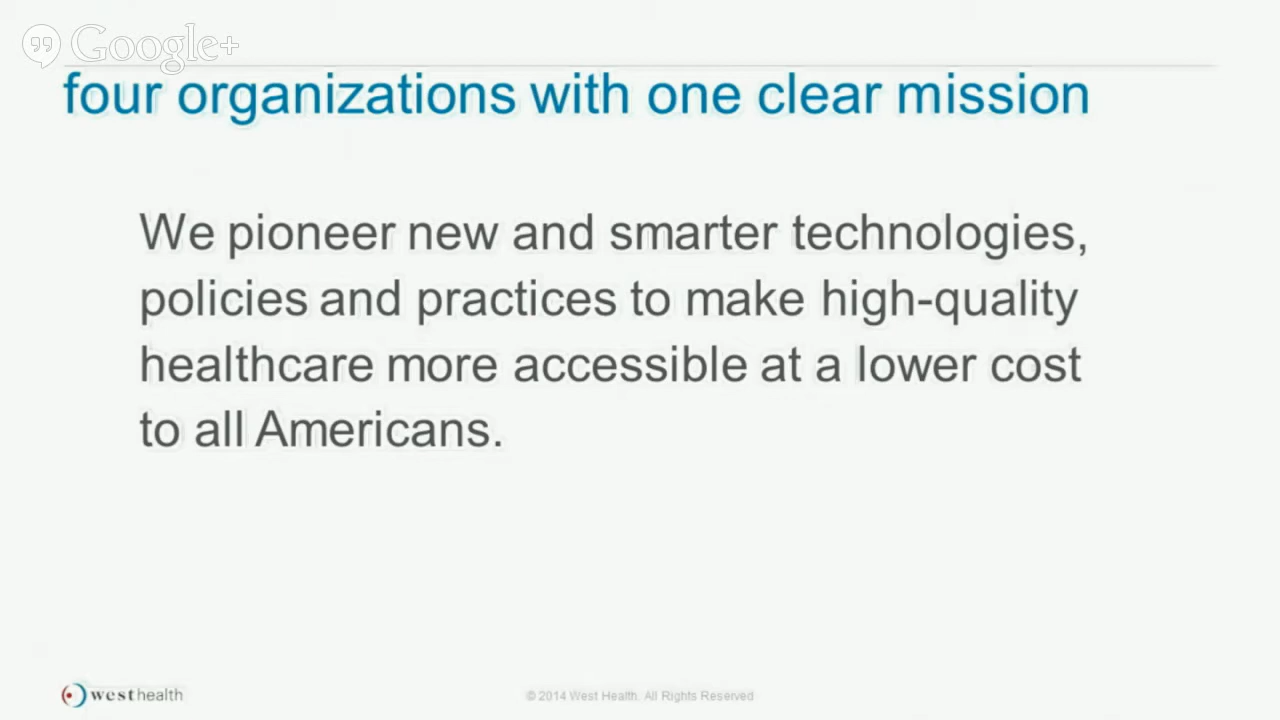 Google+
four organizations with one clear mission
We pioneer new and smarter technologies,
policies and practices to make high-quality
healthcare more accessible at a lower cost
to all Americans.
westhealth
© 2014 West Health. All Rights Reserved